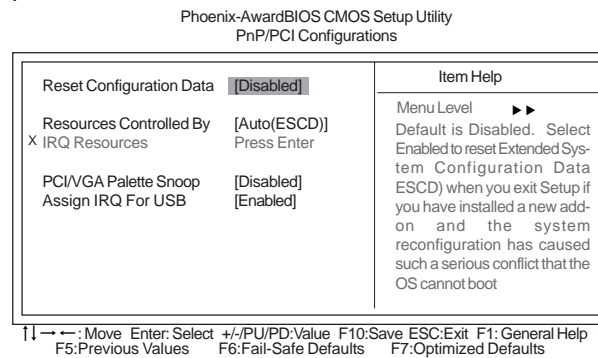 Phoenix-AwardBIOS CMOS Setup Utility
PnP/PCI Configurations
Reset Configuration Data [Disabled]
Resources Controlled By [Auto(ESCD)]
X IRQ Resources Press Enter
PCI/VGA Palette Snoop [Disabled]
Assign IRQ For USB [Enabled]
Item Help
Menu Level ▶▶
Default is Disabled. Select
Enabled to reset Extended Sys-
tem Configuration Data
ESCD) when you exit Setup if
you have installed a new add-
on and the system
reconfiguration has caused
such a serious conflict that the
OS cannot boot
↑↓→←: Move Enter: Select +/-/PU/PD:Value F10:Save ESC:Exit F1: General Help
F5:Previous Values F6:Fail-Safe Defaults F7:Optimized Defaults